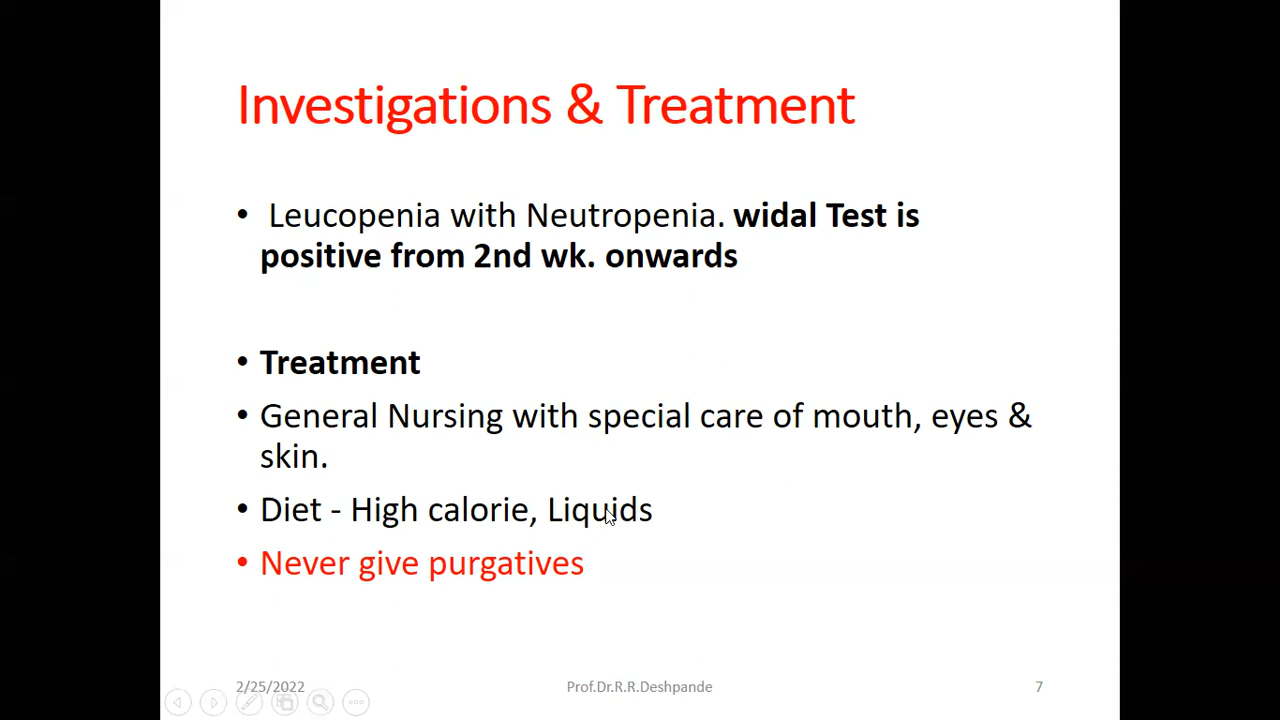 Investigations & Treatment
• Leucopenia with Neutropenia. widal Test is
positive from 2nd wk. onwards
• Treatment
• General Nursing with special care of mouth, eyes &
skin.
• Diet - High calorie, Liquids
• Never give purgatives
2/25/2022
Prof.Dr.R.R.Deshpande
7